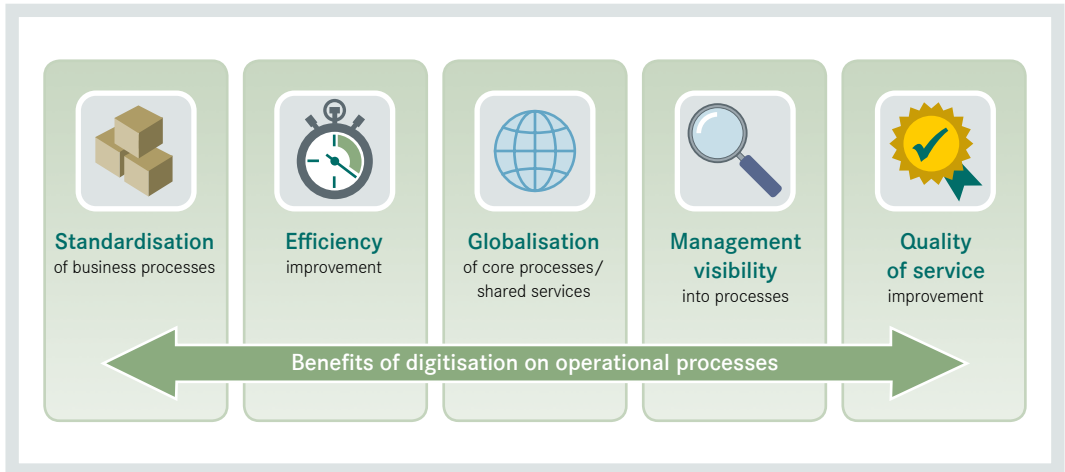 Standardisation
of business processes
Efficiency
improvement
Globalisation
of core processes/
shared services
Management
visibility
into processes
Quality
of service
improvement
Benefits of digitisation on operational processes